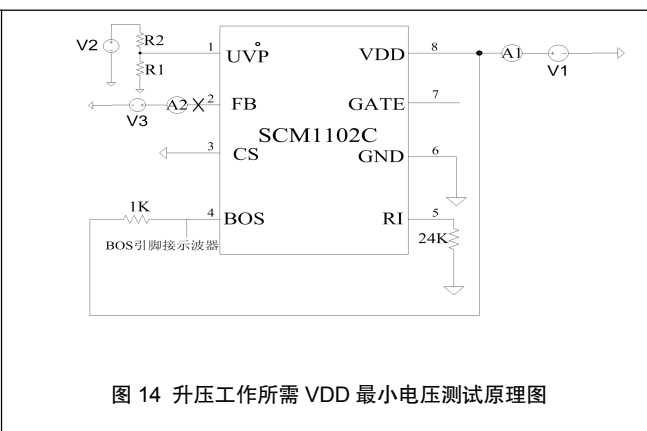 V2
R2
R1
1
UVP
VDD
8
A1
V1
V3
A2
2
FB
GATE
7
SCM1102C
3
CS
GND
6
1K
4
BOS
RI
5
24K
BOS引脚接示波器
图 14 升压工作所需 VDD 最小电压测试原理图